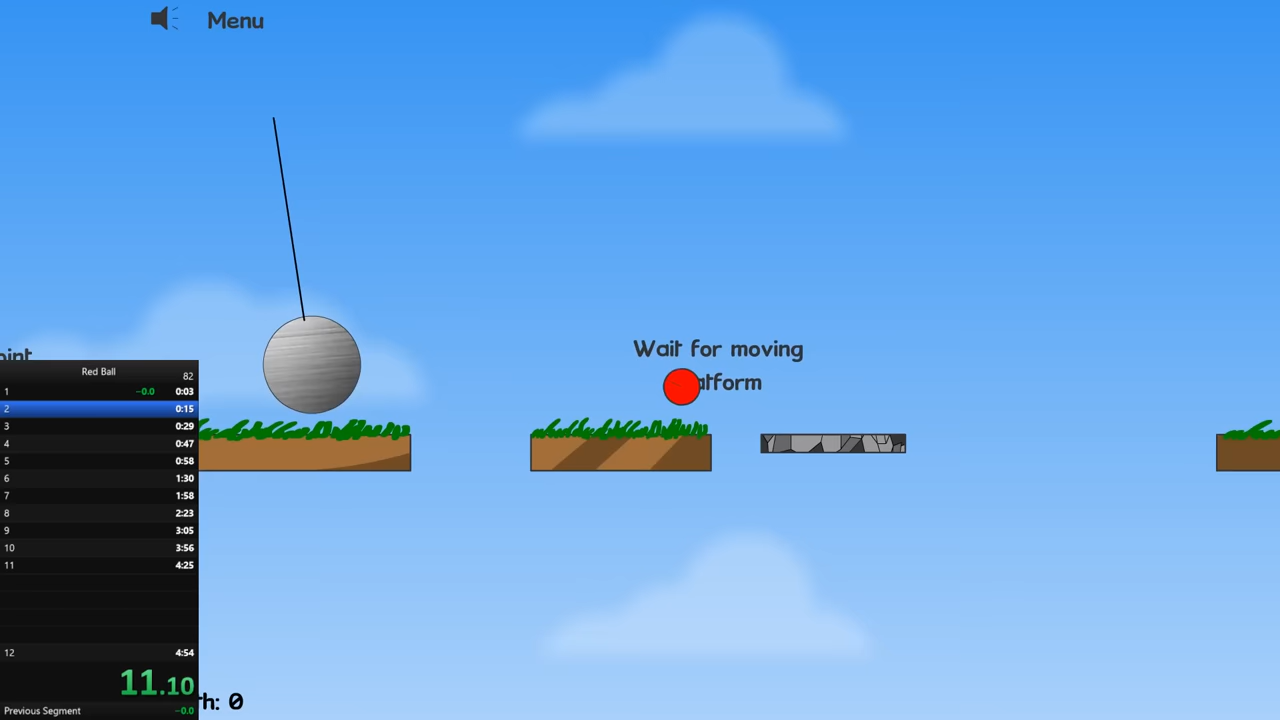 Menu
Wait for moving
atform
oint
Red Ball
82
1 −0.0 0:03
2 0:15
3 0:29
4 0:47
5 0:58
6 1:30
7 1:58
8 2:23
9 3:05
10 3:56
11 4:25
12 4:54
11.10
Previous Segment −0.0
th: 0